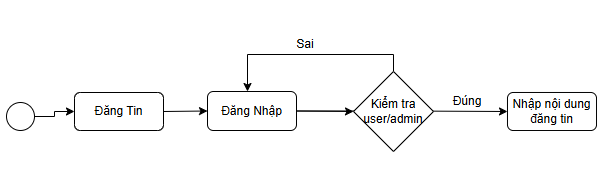 Sai
Đăng Tin
Đăng Nhập
Kiểm tra
user/admin
Đúng
Nhập nội dung
đăng tin